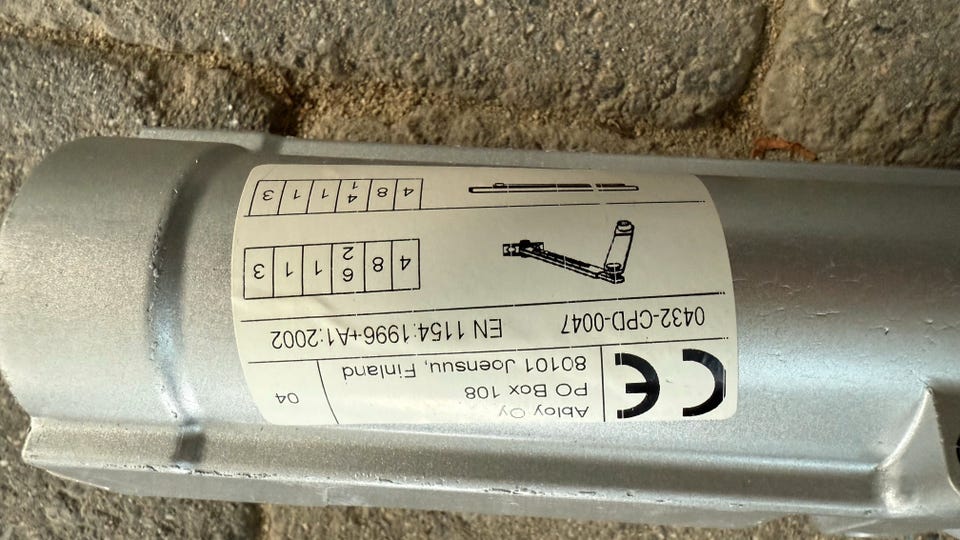 CE
Abloy Oy
PO Box 108
80101 Joensuu, Finland
04
0432-CPD-0047 EN 1154:1996+A1:2002
4 8 6 2 1 1 3
4 8 4 1 1 1 3